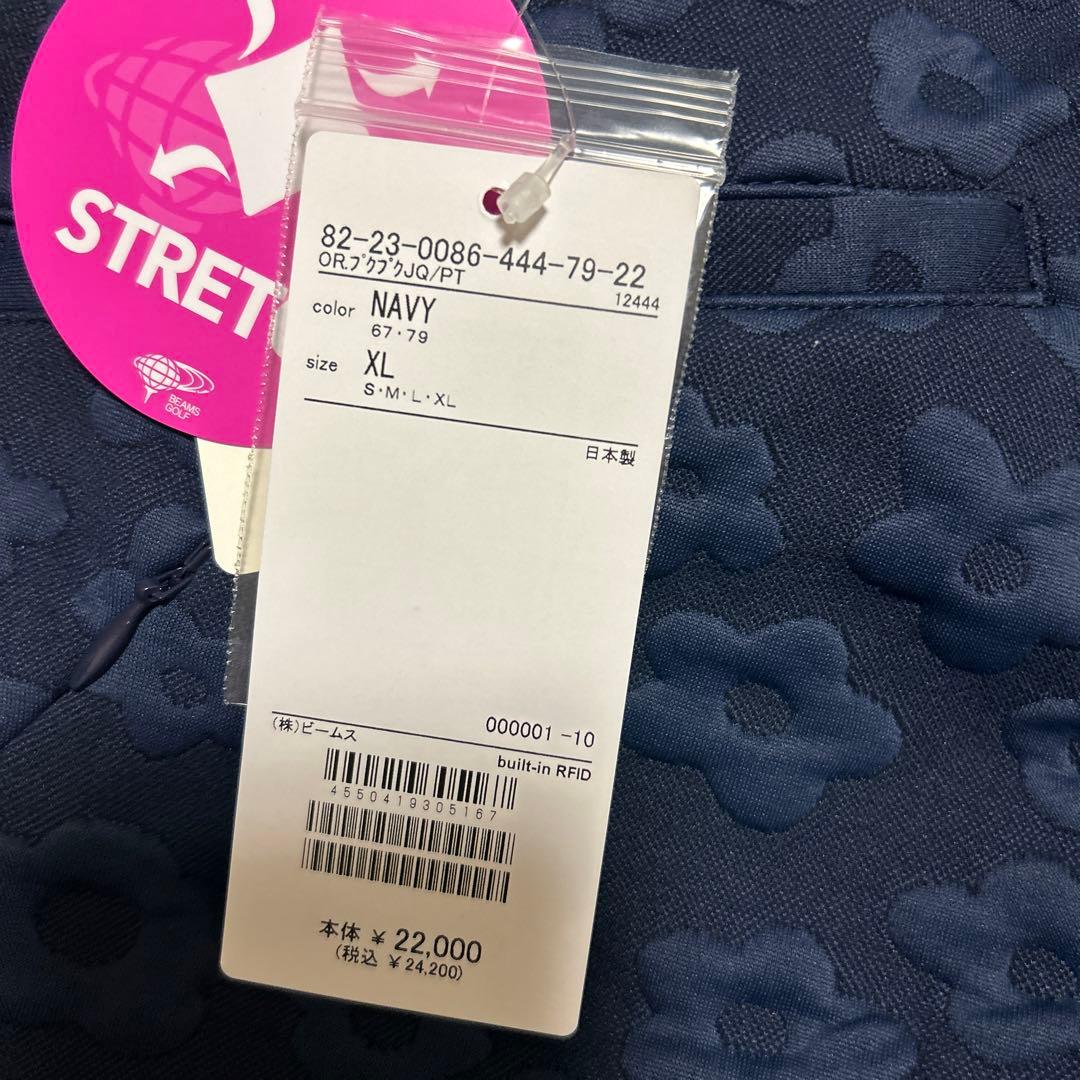 STRET
BEAMS
GOLF
82-23-0086-444-79-22
OR.ﾌﾟｸﾌﾟｸJQ/PT
12444
color NAVY
67・79
size XL
S・M・L・XL
日本製
(株)ビームス
000001 -10
built-in RFID
4550419305167
本体 ¥ 22,000
(税込 ¥ 24,200)